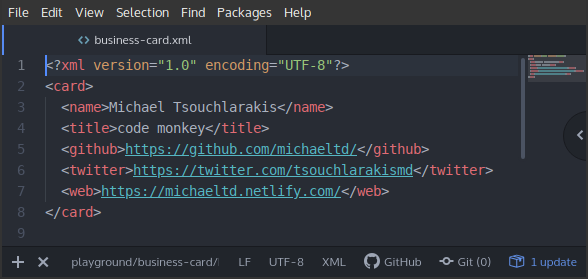 File Edit View Selection Find Packages Help
business-card.xml
1 <?xml version="1.0" encoding="UTF-8"?>
2 <card>
3 <name>Michael Tsouchlarakis</name>
4 <title>code monkey</title>
5 <github>https://github.com/michaeltd/</github>
6 <twitter>https://twitter.com/tsouchlarakismd</twitter>
7 <web>https://michaeltd.netlify.com/</web>
8 </card>
9
playground/business-card/ LF UTF-8 XML GitHub Git (0) 1 update